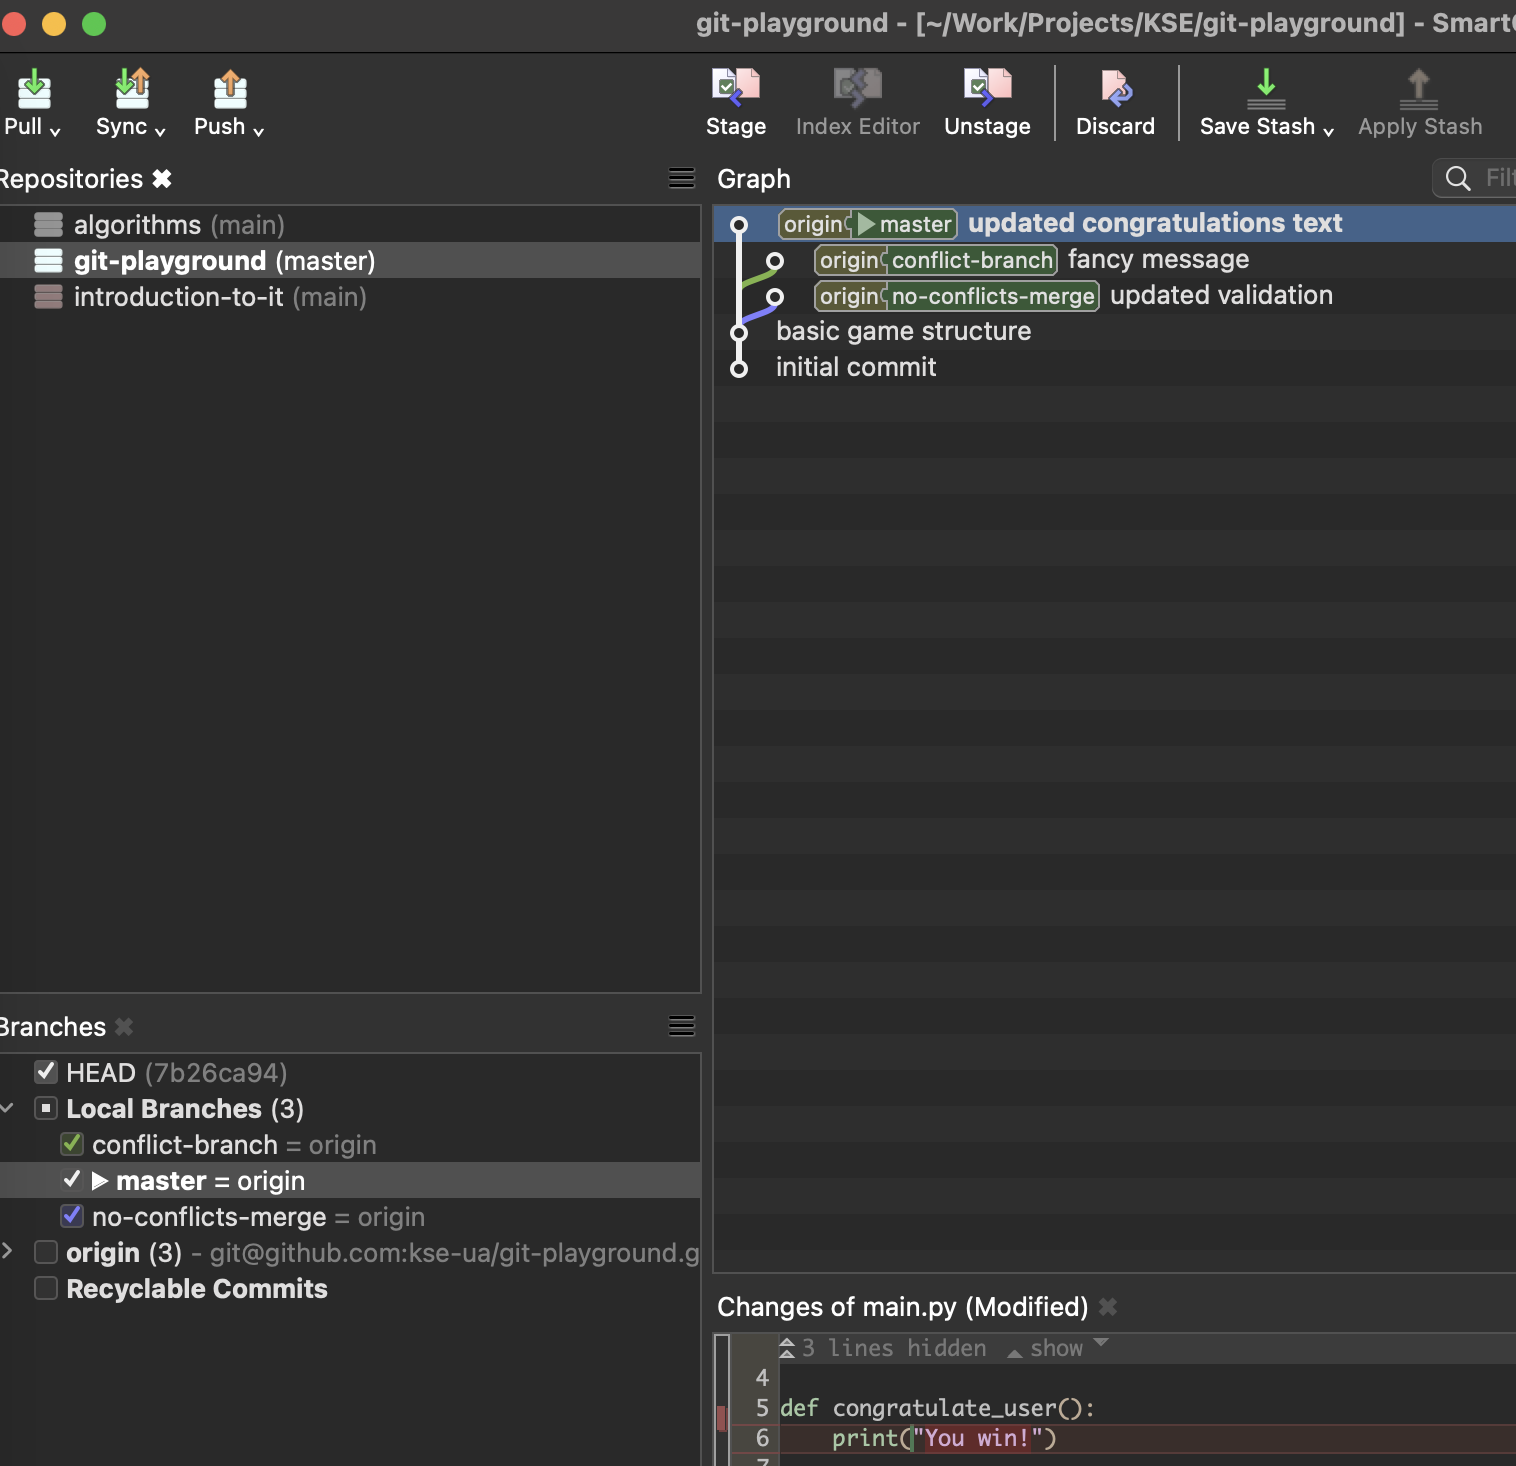 git-playground - [~/Work/Projects/KSE/git-playground] - Smart
Pull Sync Push Stage Index Editor Unstage Discard Save Stash Apply Stash
Repositories
algorithms (main)
git-playground (master)
introduction-to-it (main)
Graph
origin master updated congratulations text
origin conflict-branch fancy message
origin no-conflicts-merge updated validation
basic game structure
initial commit
Branches
HEAD (7b26ca94)
Local Branches (3)
conflict-branch = origin
master = origin
no-conflicts-merge = origin
origin (3) - git@github.com:kse-ua/git-playground.g
Recyclable Commits
Changes of main.py (Modified)
3 lines hidden show
4
5 def congratulate_user():
6 print("You win!")
7